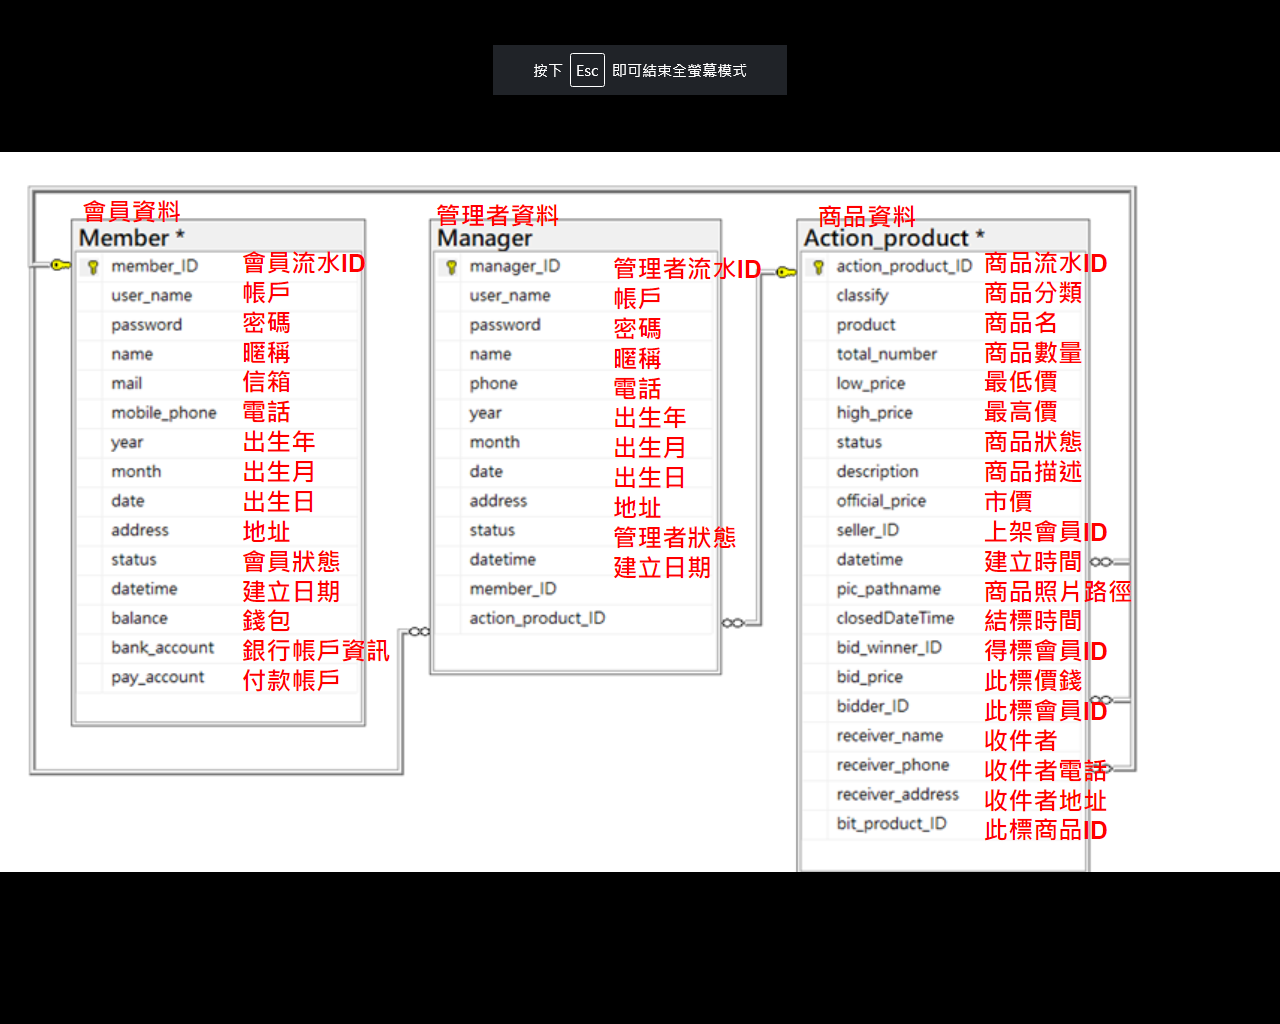 按下 Esc 即可結束全螢幕模式
會員資料
Member *
member_ID 會員流水ID
user_name 帳戶
password 密碼
name 暱稱
mail 信箱
mobile_phone 電話
year 出生年
month 出生月
date 出生日
address 地址
status 會員狀態
datetime 建立日期
balance 錢包
bank_account 銀行帳戶資訊
pay_account 付款帳戶
管理者資料
Manager
manager_ID 管理者流水ID
user_name 帳戶
password 密碼
name 暱稱
phone 電話
year 出生年
month 出生月
date 出生日
address 地址
status 管理者狀態
datetime 建立日期
member_ID
action_product_ID
商品資料
Action_product *
action_product_ID 商品流水ID
classify 商品分類
product 商品名
total_number 商品數量
low_price 最低價
high_price 最高價
status 商品狀態
description 商品描述
official_price 市價
seller_ID 上架會員ID
datetime 建立時間
pic_pathname 商品照片路徑
closedDateTime 結標時間
bid_winner_ID 得標會員ID
bid_price 此標價錢
bidder_ID 此標會員ID
receiver_name 收件者
receiver_phone 收件者電話
receiver_address 收件者地址
bit_product_ID 此標商品ID